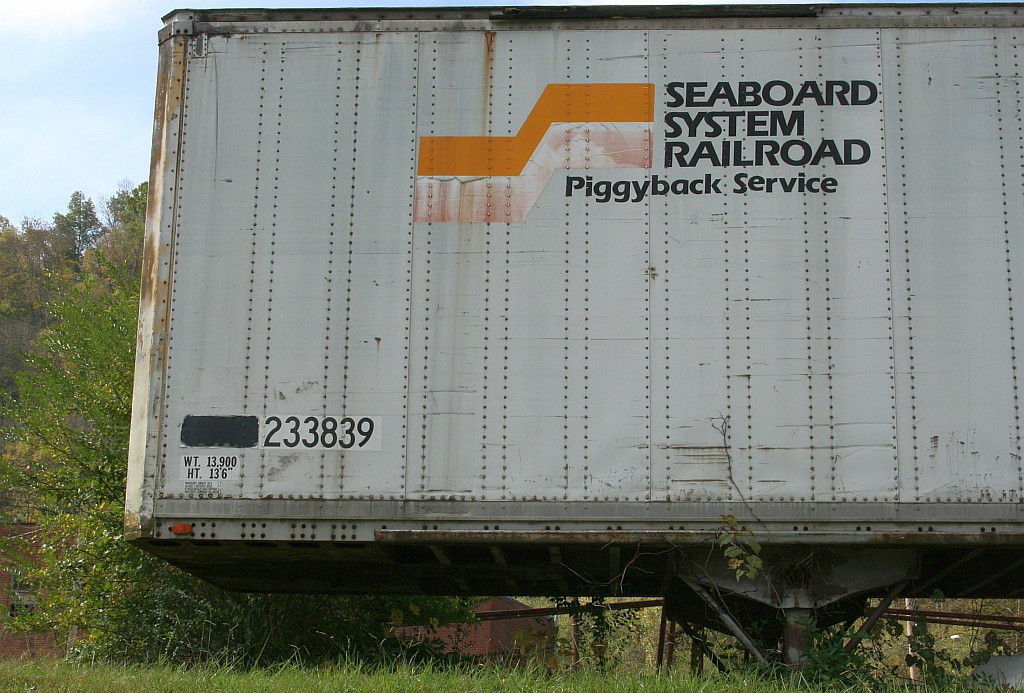 SEABOARD
SYSTEM
RAILROAD
Piggyback Service
233839
WT. 13,900
HT. 13'6"